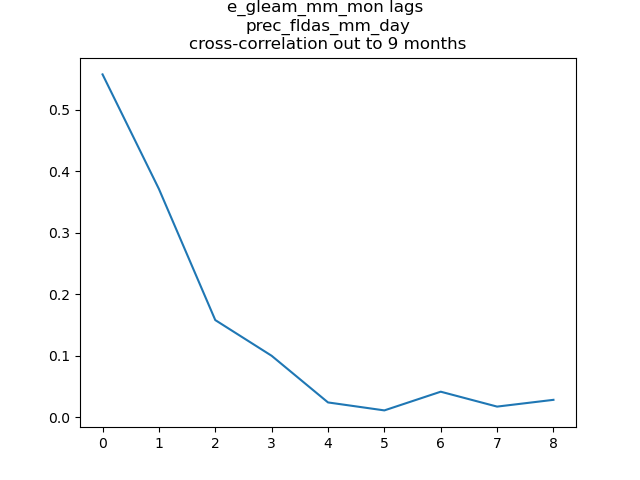 e_gleam_mm_mon lags
prec_fldas_mm_day
cross-correlation out to 9 months
0.5
0.4
0.3
0.2
0.1
0.0
0 1 2 3 4 5 6 7 8